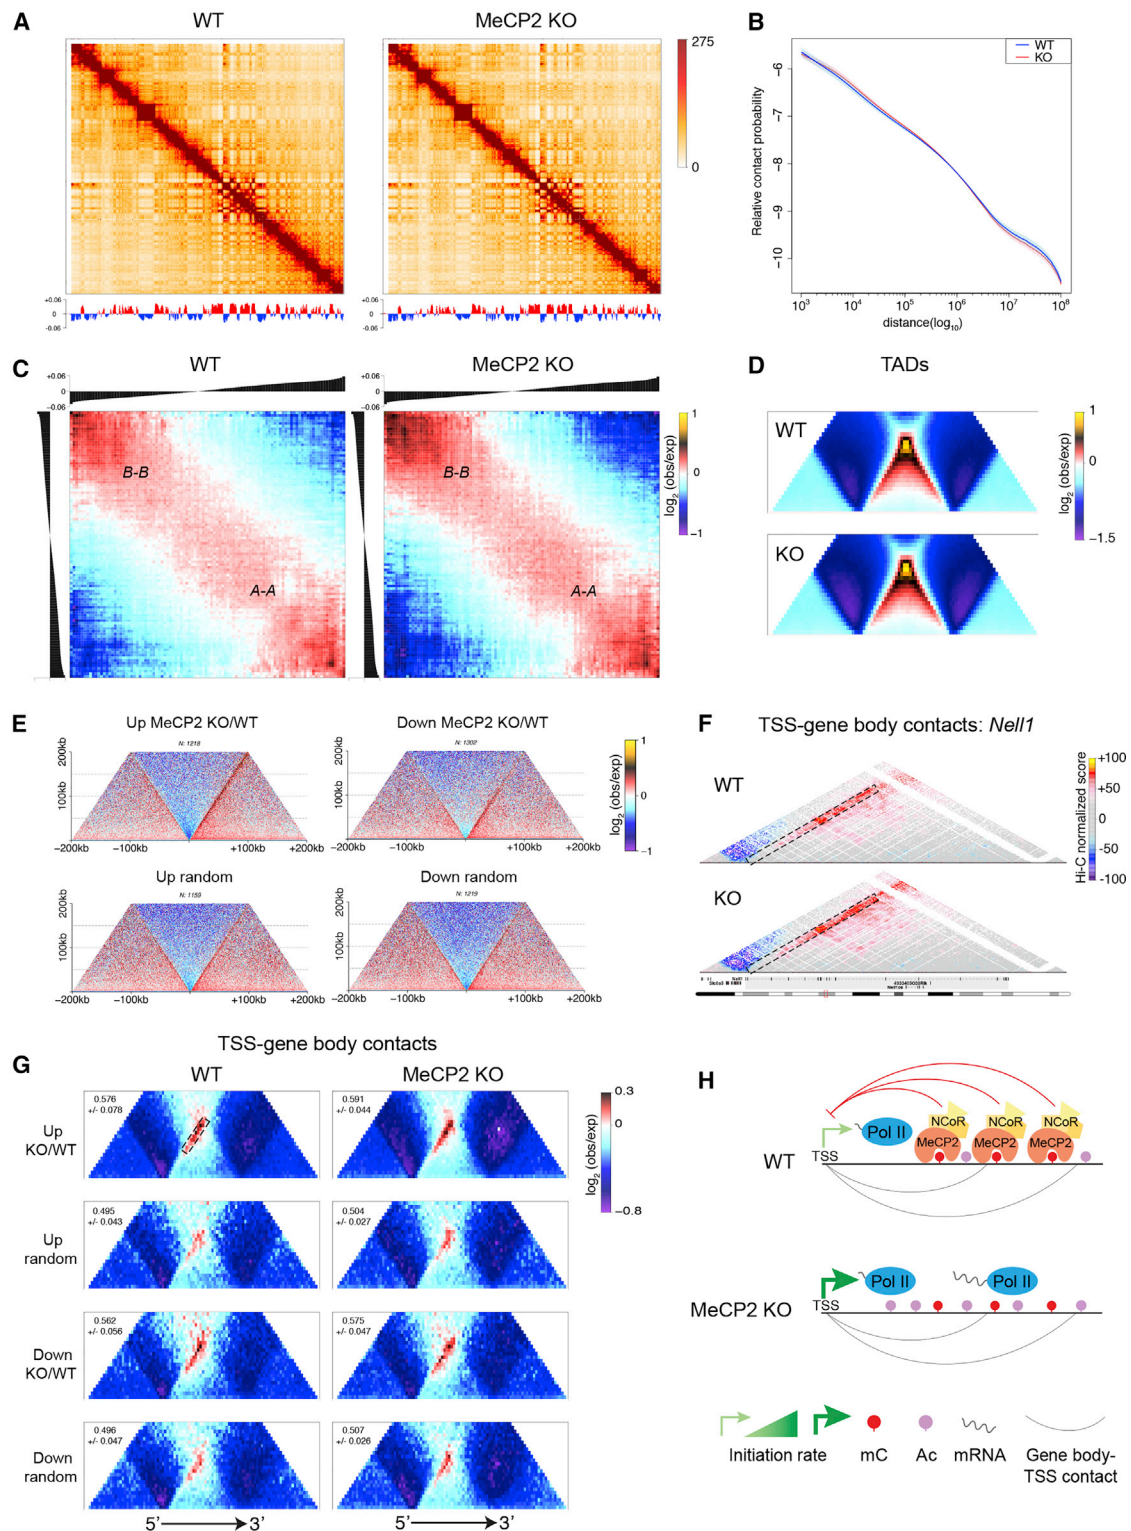 A
WT
MeCP2 KO
275
0
+0.06
0
-0.06
+0.06
0
-0.06
B
WT
KO
Relative contact probability
−6
−7
−8
−9
−10
10³ 10⁴ 10⁵ 10⁶ 10⁷ 10⁸
distance(log₁₀)
C
WT
MeCP2 KO
+0.06
0
−0.06
+0.06
0
−0.06
B-B
A-A
B-B
A-A
log₂ (obs/exp)
1
0
−1
D
TADs
WT
KO
log₂ (obs/exp)
1
0
−1.5
E
Up MeCP2 KO/WT
N: 1218
Down MeCP2 KO/WT
N: 1302
200kb
100kb
200kb
100kb
−200kb −100kb +100kb +200kb
−200kb −100kb +100kb +200kb
log₂ (obs/exp)
1
0
−1
Up random
N: 1159
Down random
N: 1219
200kb
100kb
200kb
100kb
−200kb −100kb +100kb +200kb
−200kb −100kb +100kb +200kb
F
TSS-gene body contacts: Nell1
WT
KO
Hi-C normalized score
+100
+50
0
−50
−100
G
TSS-gene body contacts
WT
MeCP2 KO
Up
KO/WT
0.576
+/- 0.078
0.591
+/- 0.044
log₂ (obs/exp)
0.3
0
−0.8
Up
random
0.495
+/- 0.043
0.504
+/- 0.027
Down
KO/WT
0.562
+/- 0.056
0.575
+/- 0.047
Down
random
0.496
+/- 0.047
0.507
+/- 0.026
5’ 3’
5’ 3’
H
WT
TSS
Pol II
NCoR NCoR NCoR
MeCP2 MeCP2 MeCP2
MeCP2 KO
TSS
Pol II
Pol II
Initiation rate
mC
Ac
mRNA
Gene body-
TSS contact